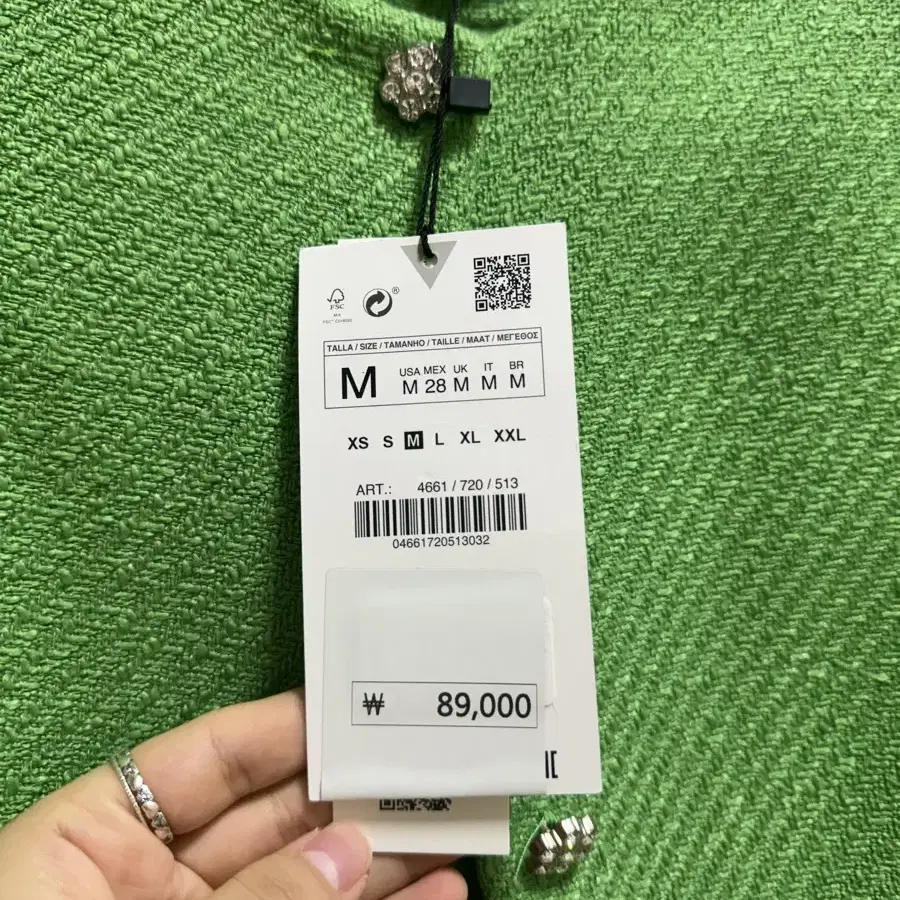 FSC
®
TALLA / SIZE / TAMANHO / TAILLE / MAAT / ΜΕΓΕΘΟΣ
M
USA MEX UK IT BR
M 28 M M M
XS S M L XL XXL
ART.: 4661 / 720 / 513
04661720513032
₩ 89,000